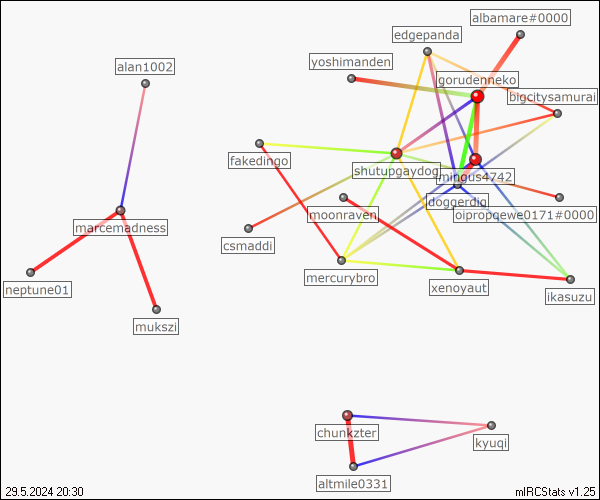 albamare#0000
edgepanda
yoshimanden
alan1002
gorudenneko
bigcitysamurai
fakedingo
shutupgaydog
mingus4742
doggerdig
moonraven
oipropqewe0171#0000
marcemadness
csmaddi
mercurybro
xenoyaut
neptune01
ikasuzu
mukszi
chunkzter
kyuqi
altmile0331
29.5.2024 20:30
mIRCStats v1.25